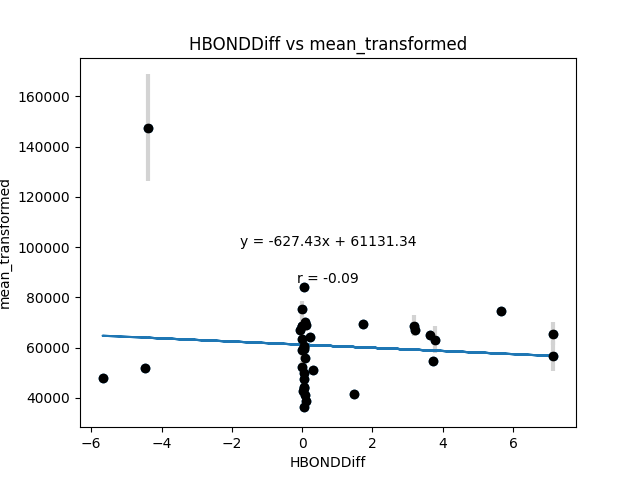 HBONDDiff vs mean_transformed
160000
140000
120000
100000
80000
60000
40000
mean_transformed
y = -627.43x + 61131.34
r = -0.09
−6 −4 −2 0 2 4 6
HBONDDiff